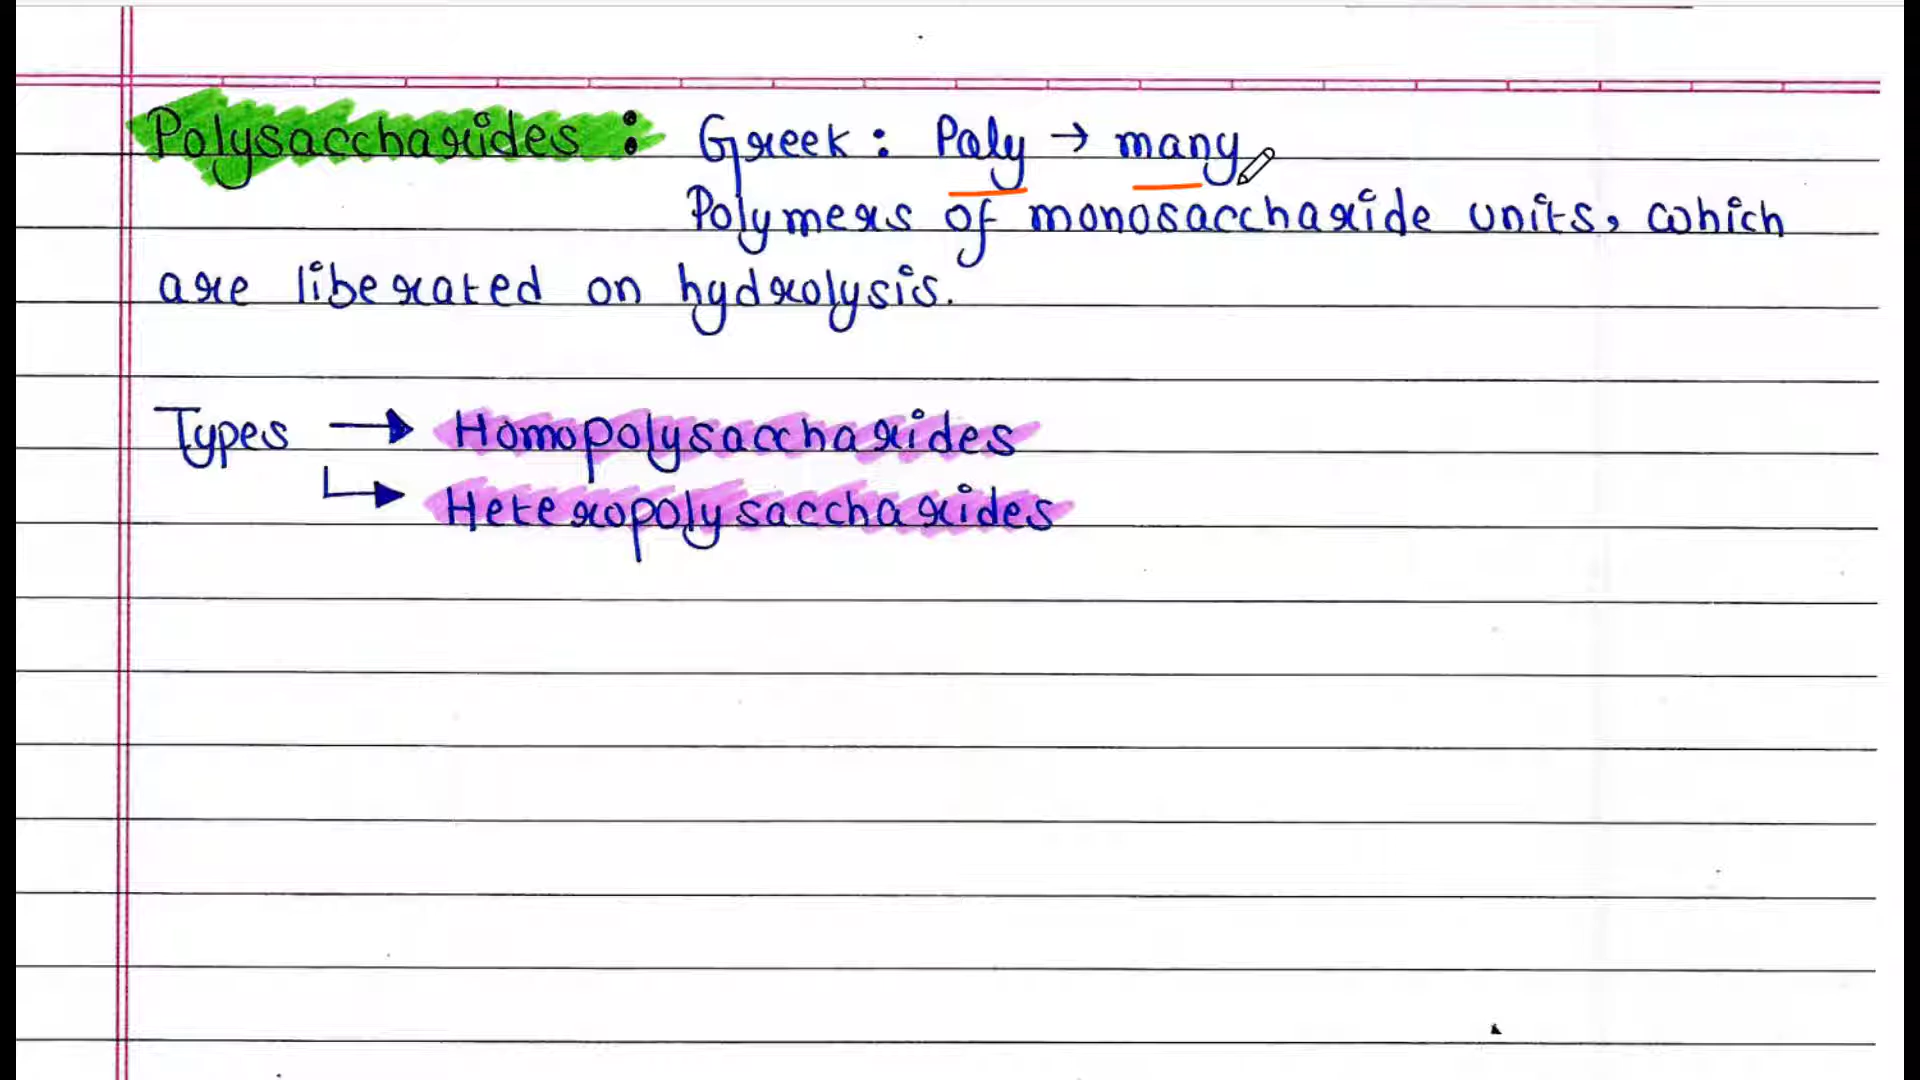 Polysaccharides : Greek : Poly → many
Polymers of monosaccharide units, which
are liberated on hydrolysis.
Types → Homopolysaccharides
↳ Heteropolysaccharides